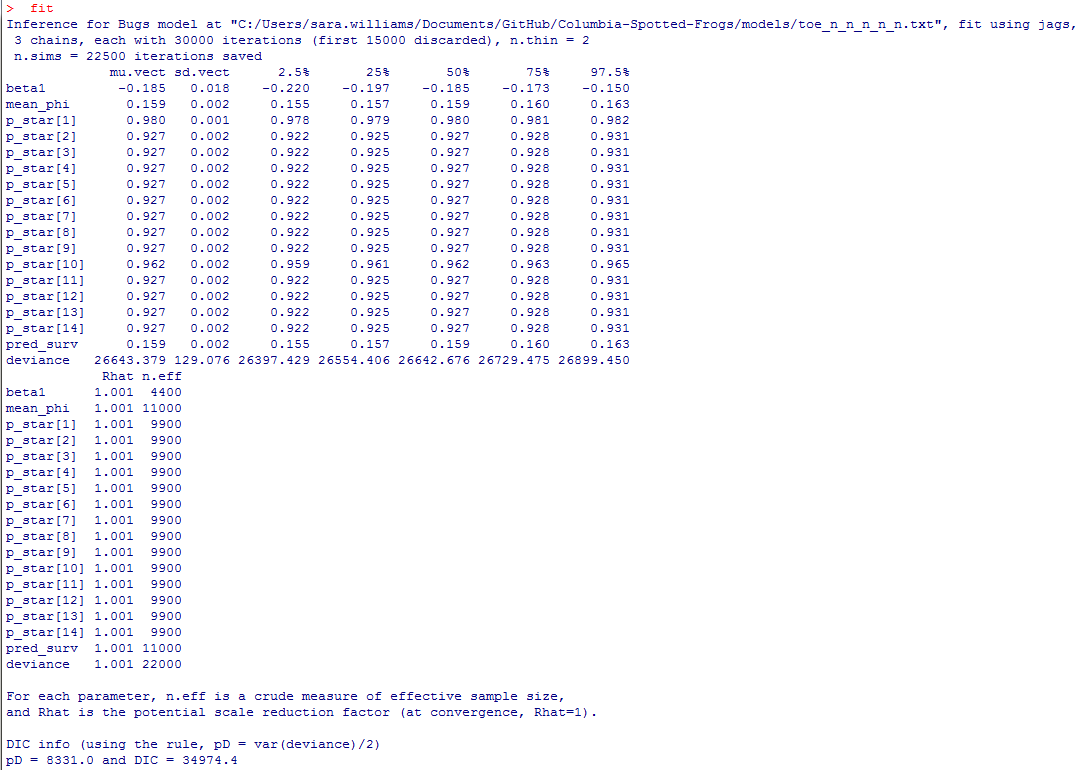 > fit
Inference for Bugs model at "C:/Users/sara.williams/Documents/GitHub/Columbia-Spotted-Frogs/models/toe_n_n_n_n_n.txt", fit using jags,
 3 chains, each with 30000 iterations (first 15000 discarded), n.thin = 2
 n.sims = 22500 iterations saved
             mu.vect sd.vect      2.5%       25%       50%       75%     97.5%
beta1         -0.185   0.018    -0.220    -0.197    -0.185    -0.173    -0.150
mean_phi       0.159   0.002     0.155     0.157     0.159     0.160     0.163
p_star[1]      0.980   0.001     0.978     0.979     0.980     0.981     0.982
p_star[2]      0.927   0.002     0.922     0.925     0.927     0.928     0.931
p_star[3]      0.927   0.002     0.922     0.925     0.927     0.928     0.931
p_star[4]      0.927   0.002     0.922     0.925     0.927     0.928     0.931
p_star[5]      0.927   0.002     0.922     0.925     0.927     0.928     0.931
p_star[6]      0.927   0.002     0.922     0.925     0.927     0.928     0.931
p_star[7]      0.927   0.002     0.922     0.925     0.927     0.928     0.931
p_star[8]      0.927   0.002     0.922     0.925     0.927     0.928     0.931
p_star[9]      0.927   0.002     0.922     0.925     0.927     0.928     0.931
p_star[10]     0.962   0.002     0.959     0.961     0.962     0.963     0.965
p_star[11]     0.927   0.002     0.922     0.925     0.927     0.928     0.931
p_star[12]     0.927   0.002     0.922     0.925     0.927     0.928     0.931
p_star[13]     0.927   0.002     0.922     0.925     0.927     0.928     0.931
p_star[14]     0.927   0.002     0.922     0.925     0.927     0.928     0.931
pred_surv      0.159   0.002     0.155     0.157     0.159     0.160     0.163
deviance   26643.379 129.076 26397.429 26554.406 26642.676 26729.475 26899.450
            Rhat n.eff
beta1      1.001  4400
mean_phi   1.001 11000
p_star[1]  1.001  9900
p_star[2]  1.001  9900
p_star[3]  1.001  9900
p_star[4]  1.001  9900
p_star[5]  1.001  9900
p_star[6]  1.001  9900
p_star[7]  1.001  9900
p_star[8]  1.001  9900
p_star[9]  1.001  9900
p_star[10] 1.001  9900
p_star[11] 1.001  9900
p_star[12] 1.001  9900
p_star[13] 1.001  9900
p_star[14] 1.001  9900
pred_surv  1.001 11000
deviance   1.001 22000
For each parameter, n.eff is a crude measure of effective sample size,
and Rhat is the potential scale reduction factor (at convergence, Rhat=1).
DIC info (using the rule, pD = var(deviance)/2)
pD = 8331.0 and DIC = 34974.4